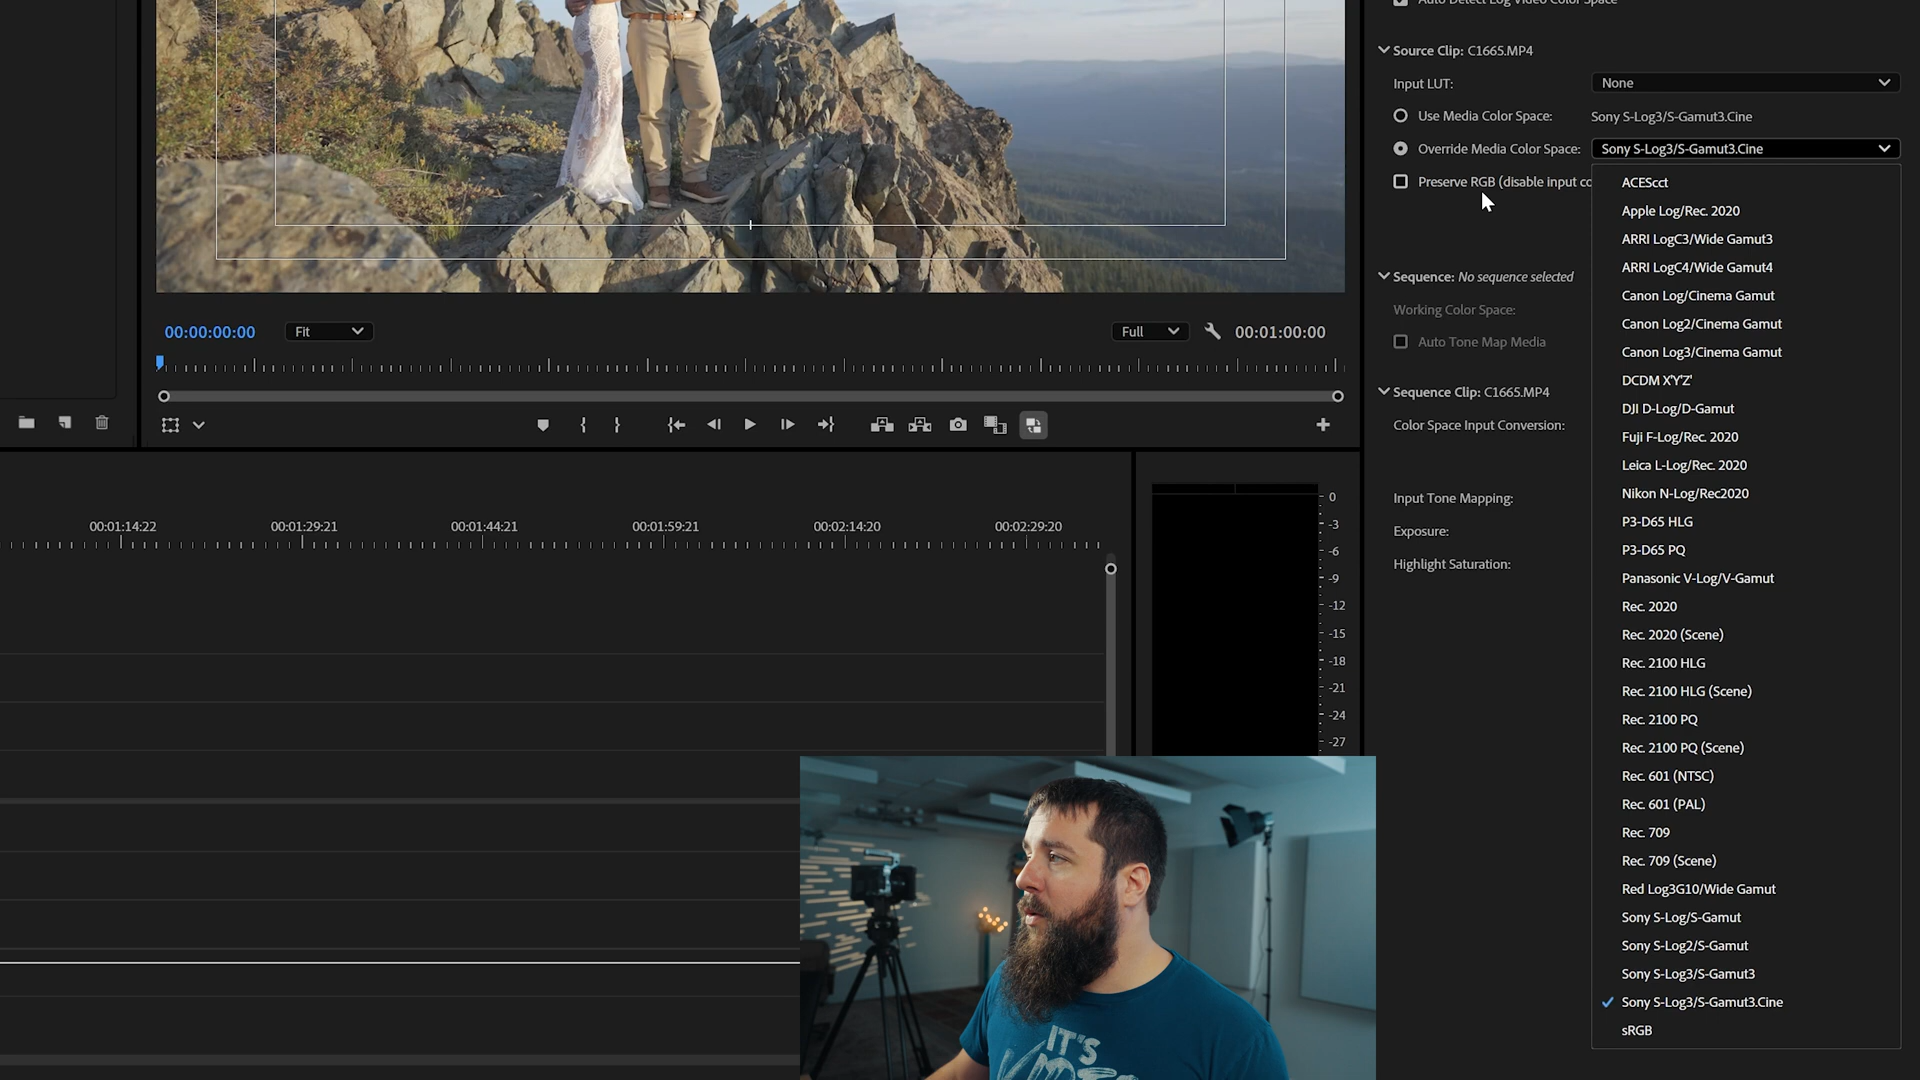 Auto Detect Log Video Color Space
Source Clip: C1665.MP4
Input LUT: None
Use Media Color Space: Sony S-Log3/S-Gamut3.Cine
Override Media Color Space: Sony S-Log3/S-Gamut3.Cine
Preserve RGB (disable input co
ACEScct
Apple Log/Rec. 2020
ARRI LogC3/Wide Gamut3
ARRI LogC4/Wide Gamut4
Canon Log/Cinema Gamut
Canon Log2/Cinema Gamut
Canon Log3/Cinema Gamut
DCDM X'Y'Z'
DJI D-Log/D-Gamut
Fuji F-Log/Rec. 2020
Leica L-Log/Rec. 2020
Nikon N-Log/Rec2020
P3-D65 HLG
P3-D65 PQ
Panasonic V-Log/V-Gamut
Rec. 2020
Rec. 2020 (Scene)
Rec. 2100 HLG
Rec. 2100 HLG (Scene)
Rec. 2100 PQ
Rec. 2100 PQ (Scene)
Rec. 601 (NTSC)
Rec. 601 (PAL)
Rec. 709
Rec. 709 (Scene)
Red Log3G10/Wide Gamut
Sony S-Log/S-Gamut
Sony S-Log2/S-Gamut
Sony S-Log3/S-Gamut3
Sony S-Log3/S-Gamut3.Cine
sRGB
Sequence: No sequence selected
Working Color Space:
Auto Tone Map Media
Sequence Clip: C1665.MP4
Color Space Input Conversion:
Input Tone Mapping:
Exposure:
Highlight Saturation:
00:00:00:00 Fit Full 00:01:00:00
00:01:14:22 00:01:29:21 00:01:44:21 00:01:59:21 00:02:14:20 00:02:29:20
0
-3
-6
-9
-12
-15
-18
-21
-24
-27
IT'S